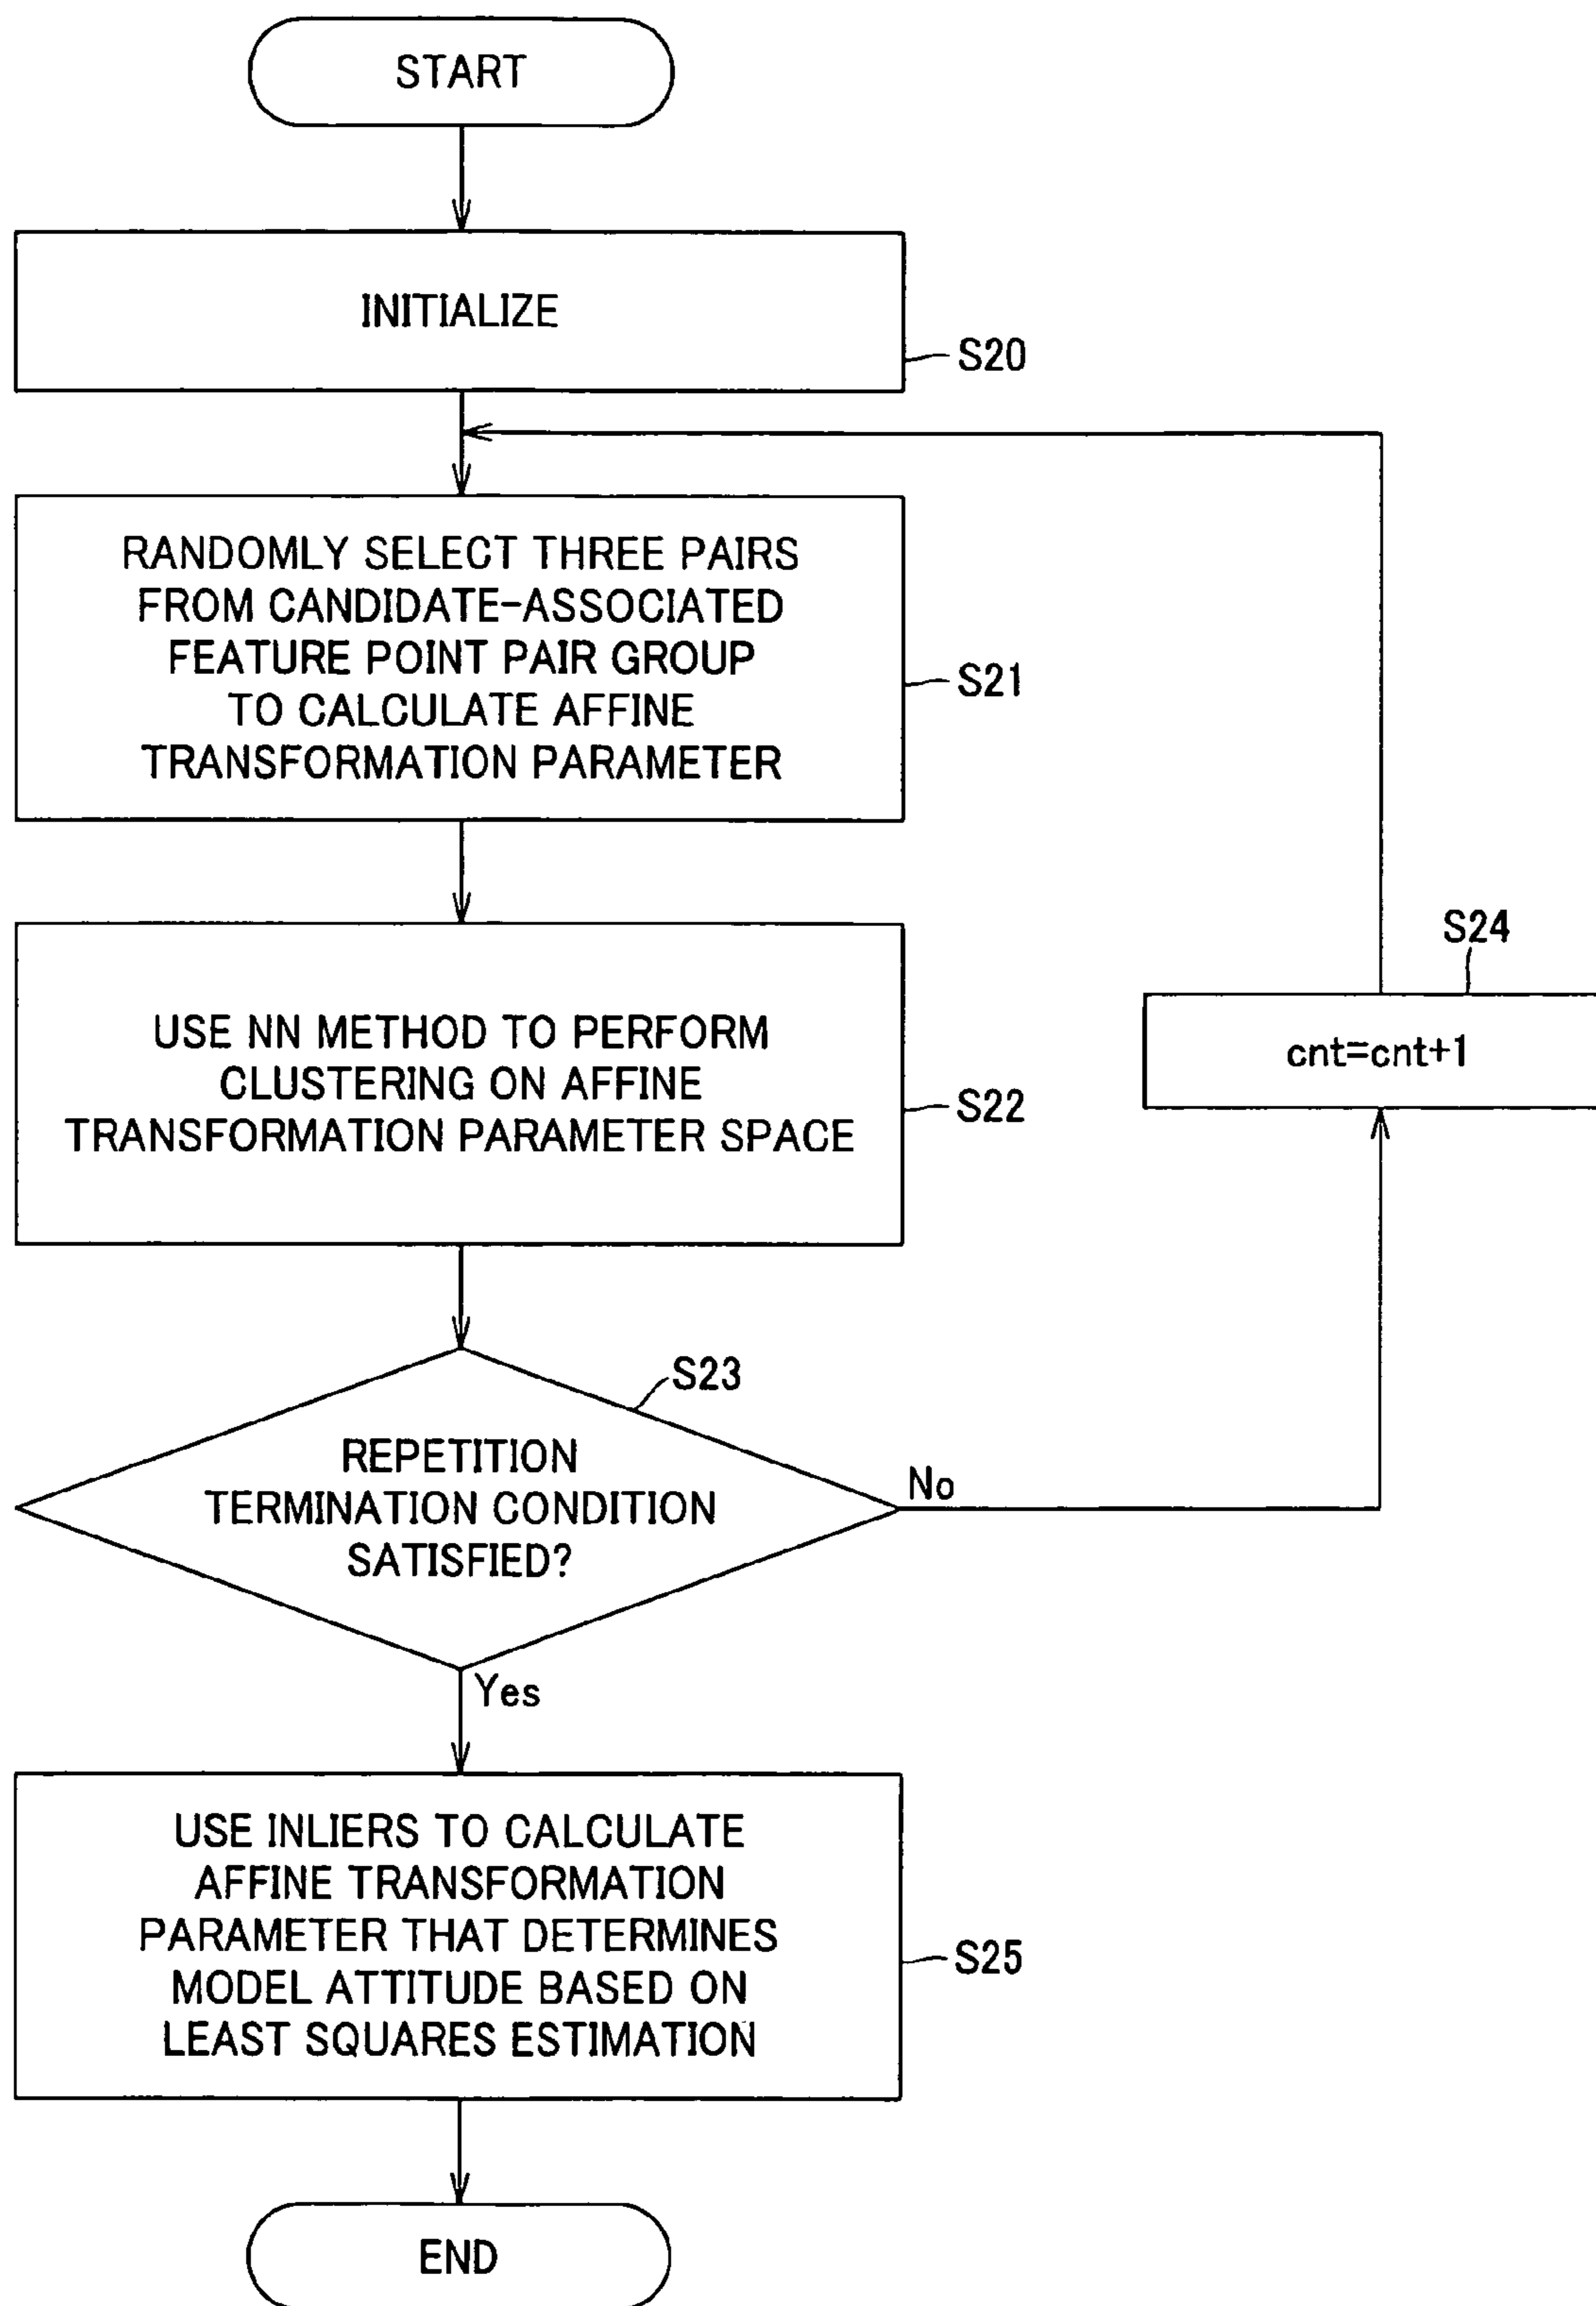 START
INITIALIZE
S20
RANDOMLY SELECT THREE PAIRS
FROM CANDIDATE-ASSOCIATED
FEATURE POINT PAIR GROUP
TO CALCULATE AFFINE
TRANSFORMATION PARAMETER
S21
USE NN METHOD TO PERFORM
CLUSTERING ON AFFINE
TRANSFORMATION PARAMETER SPACE
S22
S24
cnt=cnt+1
S23
REPETITION
TERMINATION CONDITION
SATISFIED?
No
Yes
USE INLIERS TO CALCULATE
AFFINE TRANSFORMATION
PARAMETER THAT DETERMINES
MODEL ATTITUDE BASED ON
LEAST SQUARES ESTIMATION
S25
END